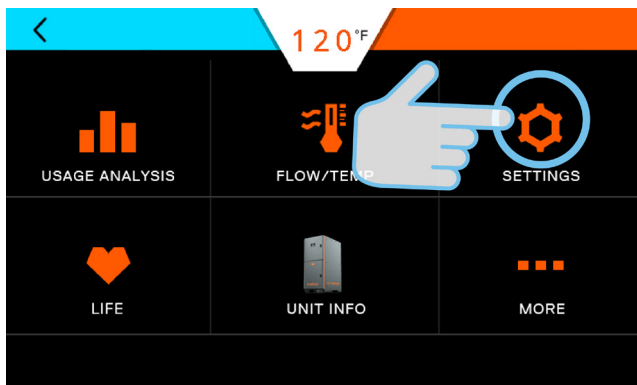 120°F
USAGE ANALYSIS
FLOW/TEMP
SETTINGS
LIFE
UNIT INFO
MORE